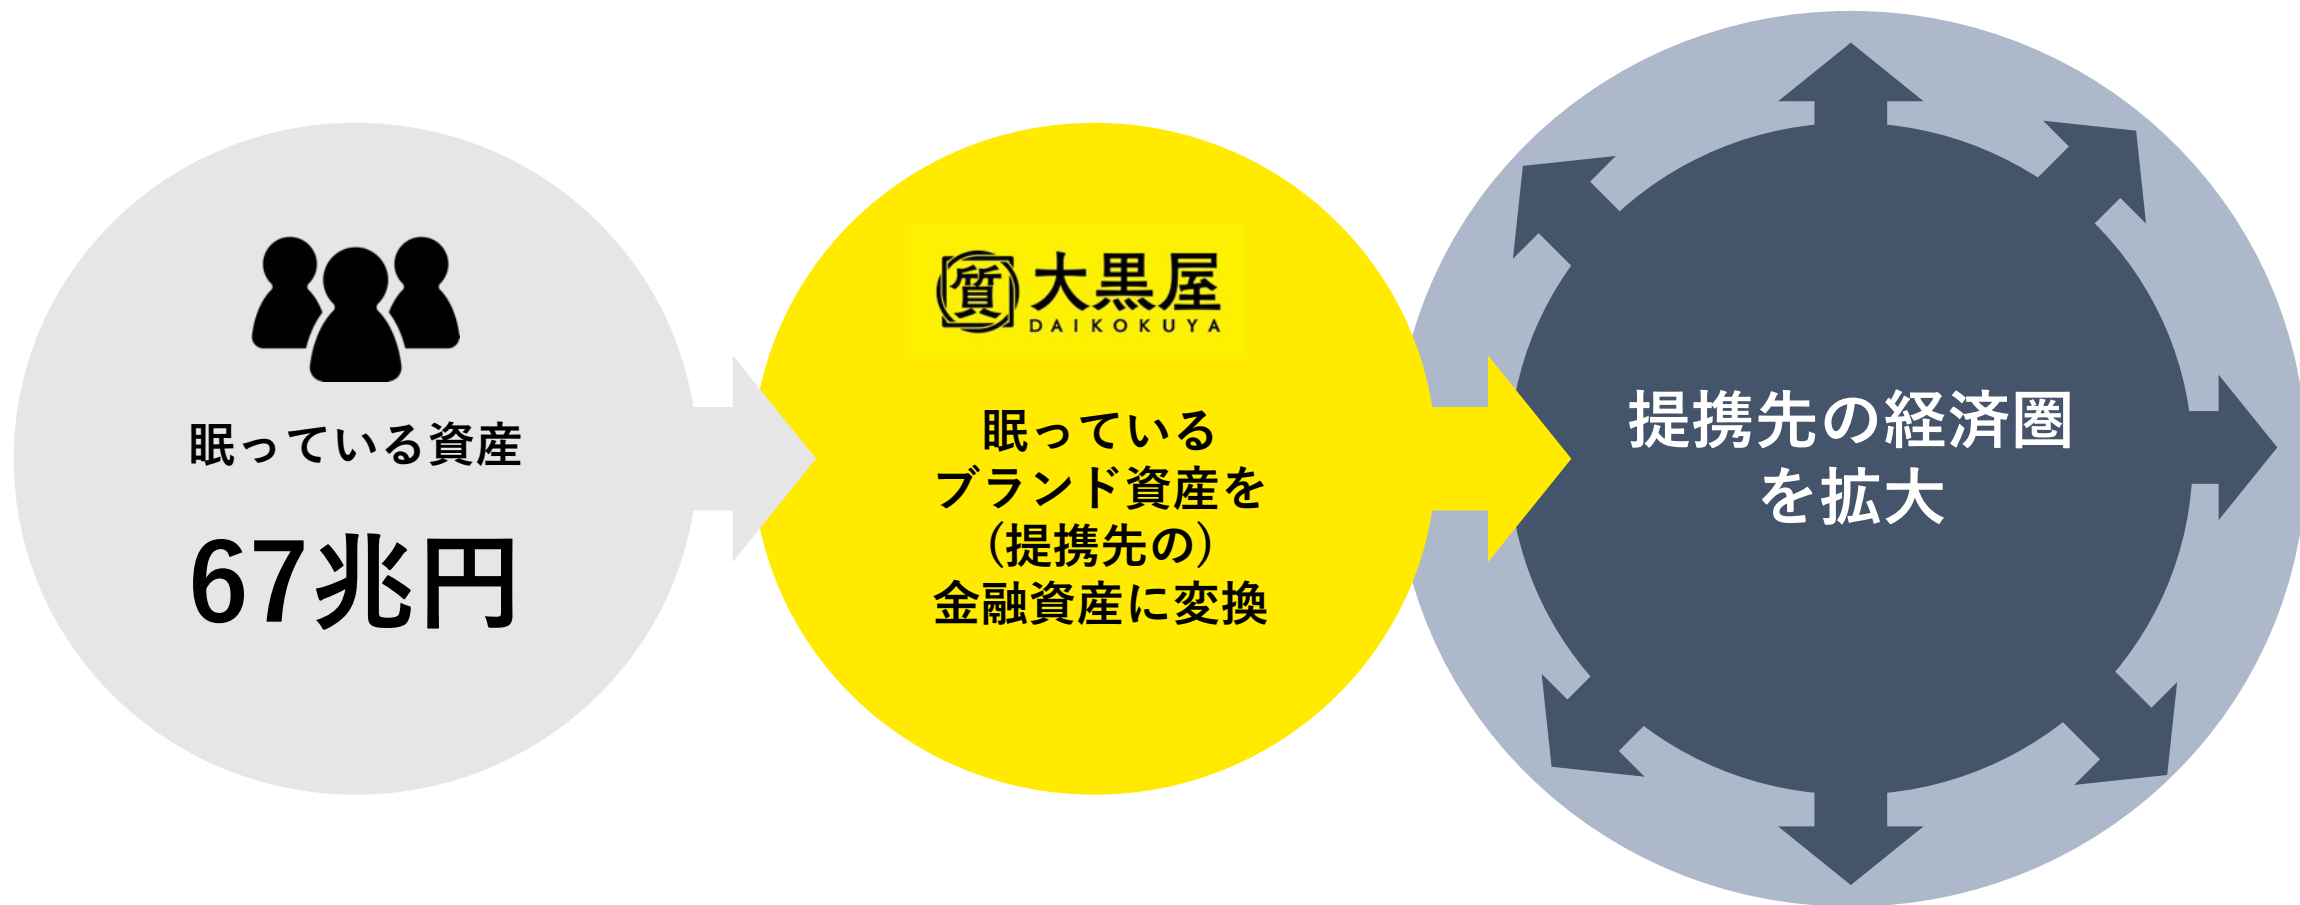 眠っている資産
67兆円
質 大黒屋
DAIKOKUYA
眠っている
ブランド資産を
(提携先の)
金融資産に変換
提携先の経済圏
を拡大